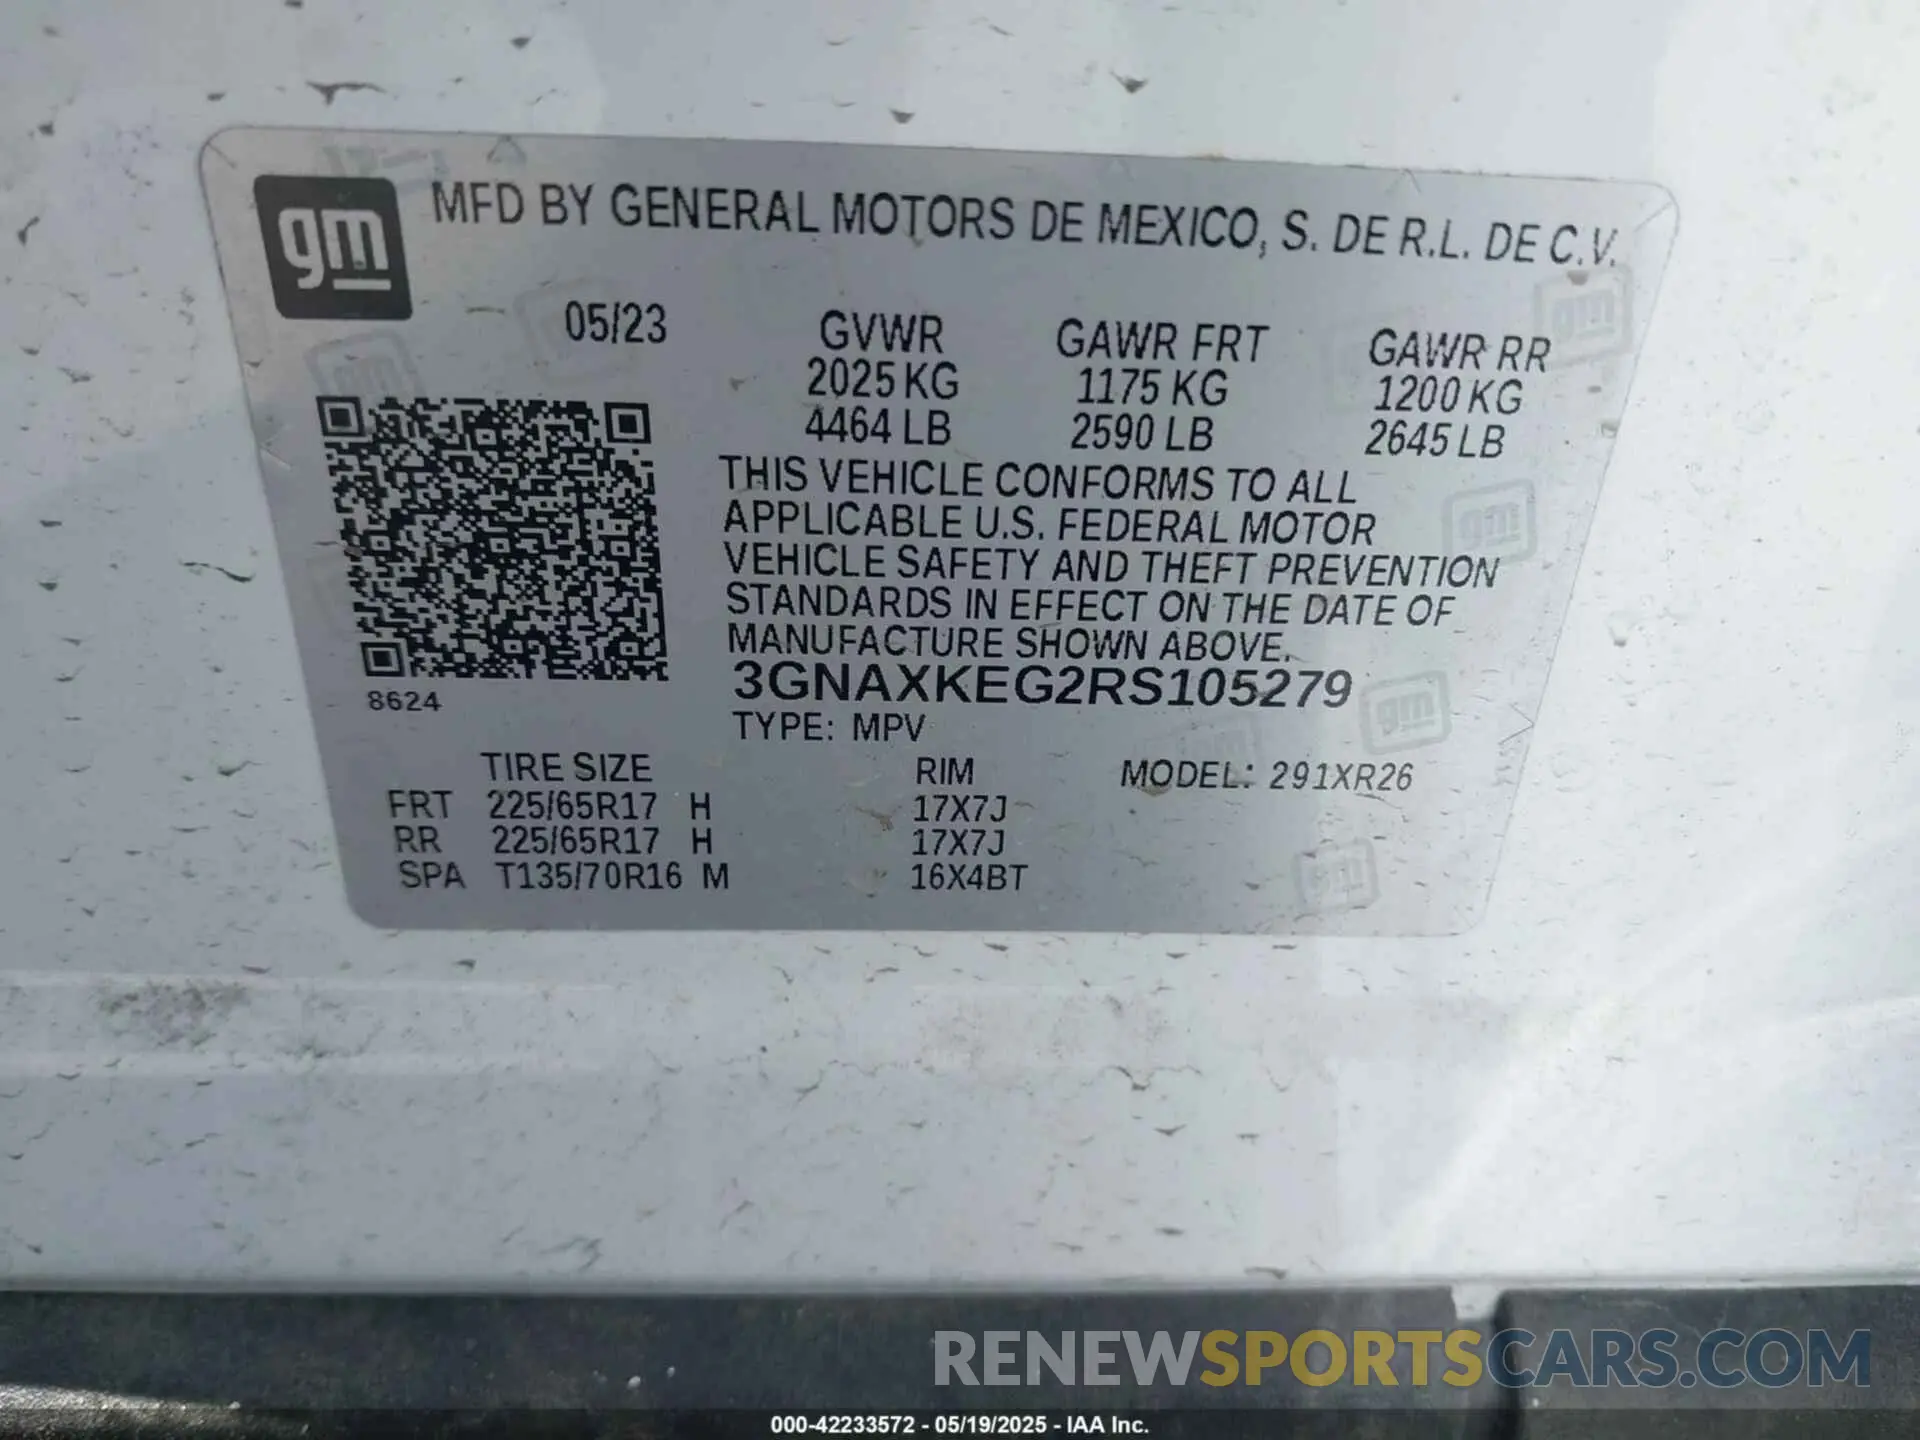 gm
MFD BY GENERAL MOTORS DE MEXICO, S. DE R.L. DE C.V.
05/23 GVWR GAWR FRT GAWR RR
2025 KG 1175 KG 1200 KG
4464 LB 2590 LB 2645 LB
THIS VEHICLE CONFORMS TO ALL
APPLICABLE U.S. FEDERAL MOTOR
VEHICLE SAFETY AND THEFT PREVENTION
STANDARDS IN EFFECT ON THE DATE OF
MANUFACTURE SHOWN ABOVE.
3GNAXKEG2RS105279
8624
TYPE: MPV
TIRE SIZE RIM MODEL: 291XR26
FRT 225/65R17 H 17X7J
RR 225/65R17 H 17X7J
SPA T135/70R16 M 16X4BT
RENEWSPORTSCARS.COM
000-42233572 - 05/19/2025 - IAA Inc.